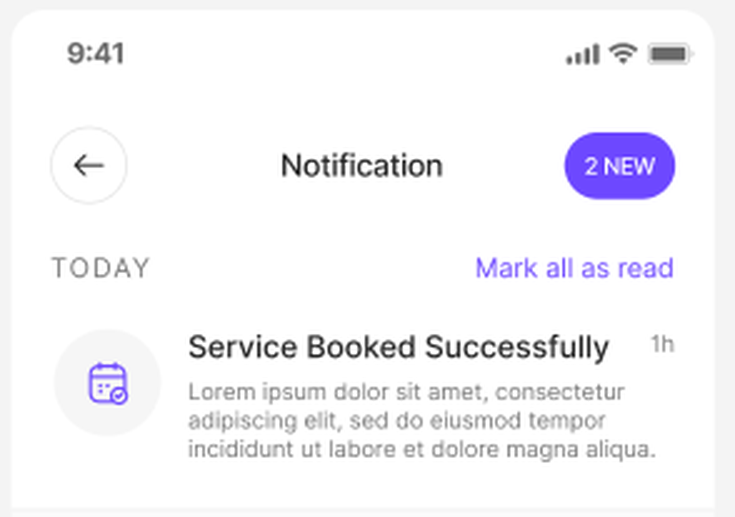 9:41
Notification
2 NEW
TODAY
Mark all as read
Service Booked Successfully
1h
Lorem ipsum dolor sit amet, consectetur
adipiscing elit, sed do eiusmod tempor
incididunt ut labore et dolore magna aliqua.